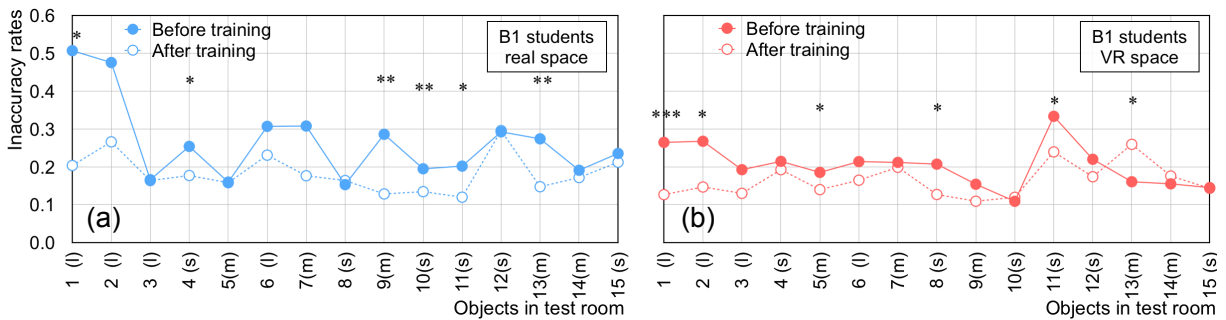 Inaccuracy rates
0.6
0.5
0.4
0.3
0.2
0.1
0.0
*
*
**
**
*
**
Before training
After training
B1 students
real space
(a)
1 (l)
2 (l)
3 (l)
4 (s)
5(m)
6 (l)
7(m)
8 (s)
9(m)
10(s)
11(s)
12(s)
13(m)
14(m)
15 (s)
Objects in test room
***
*
*
*
*
*
Before training
After training
B1 students
VR space
(b)
1 (l)
2 (l)
3 (l)
4 (s)
5(m)
6 (l)
7(m)
8 (s)
9(m)
10(s)
11(s)
12(s)
13(m)
14(m)
15 (s)
Objects in test room